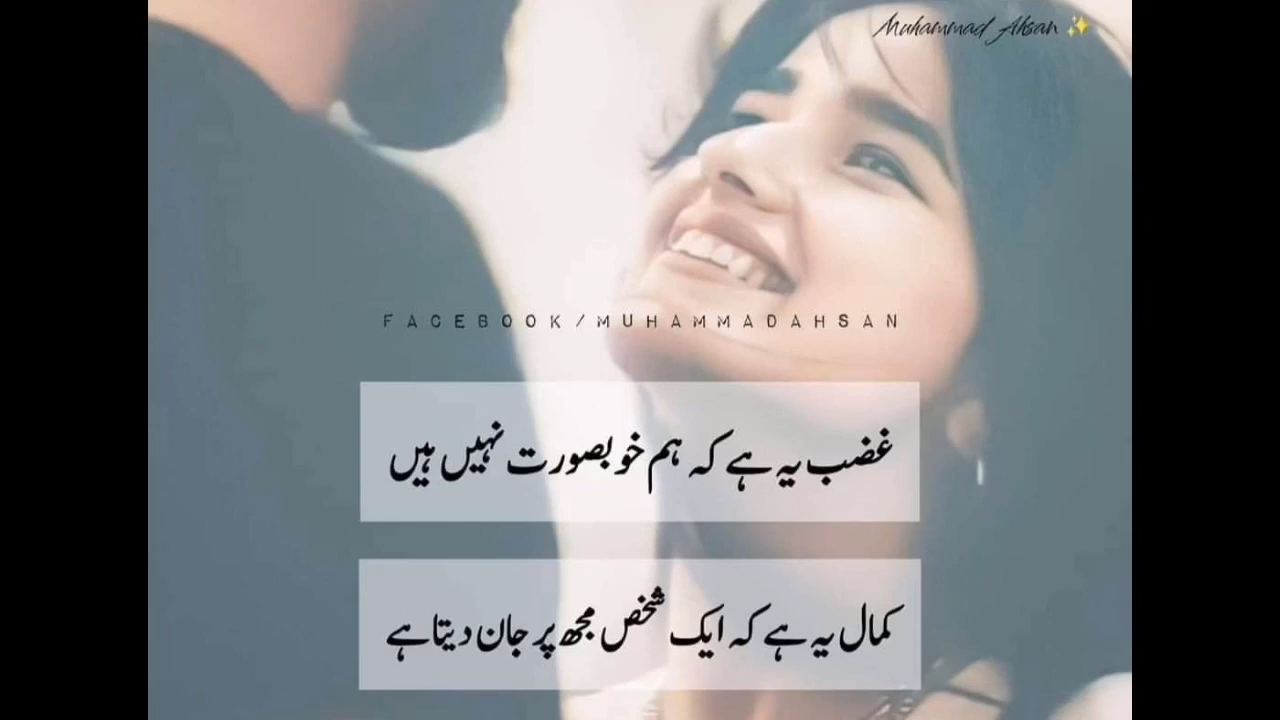 Muhammad Ahsan ✨
FACEBOOK/MUHAMMADAHSAN
غضب یہ ہے کہ ہم خوبصورت نہیں ہیں
کمال یہ ہے کہ ایک شخص مجھ پر جان دیتا ہے